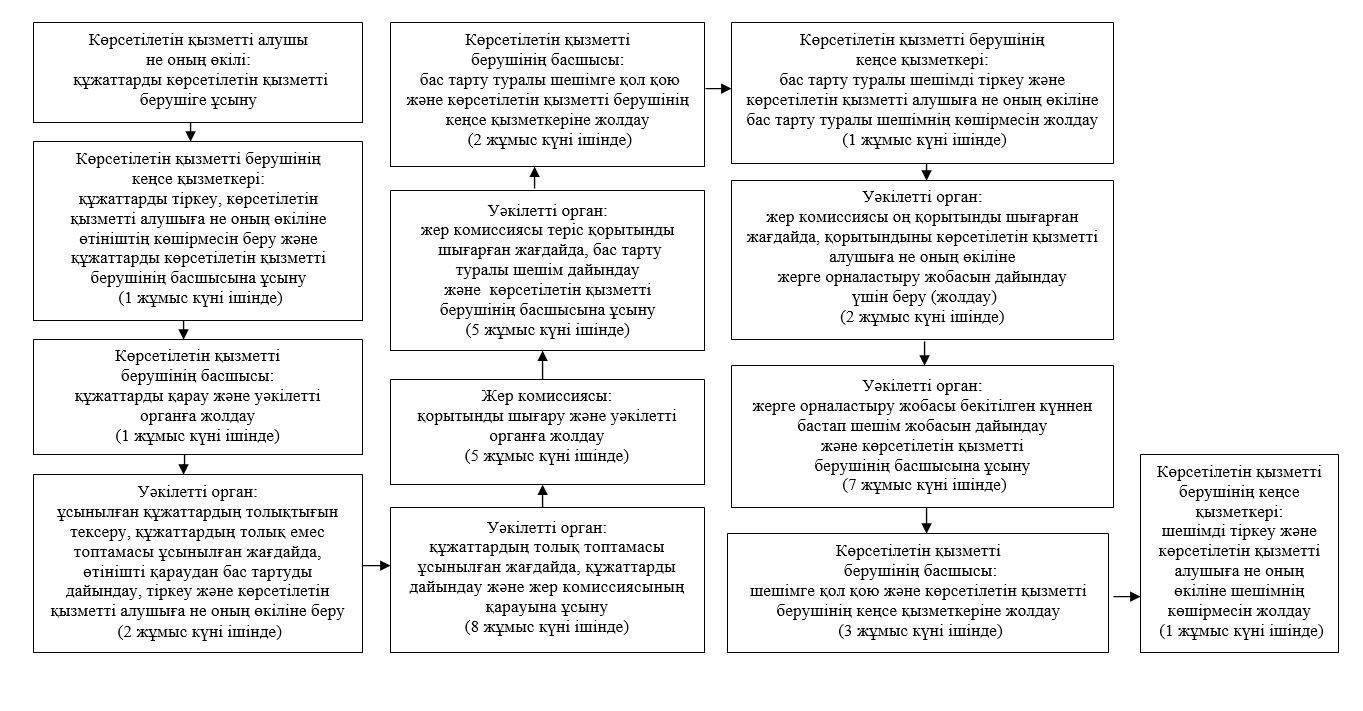 Көрсетілетін қызметті алушы
не оның өкілі:
құжаттарды көрсетілетін қызметті
берушіге ұсыну
Көрсетілетін қызметті берушінің
кеңсе қызметкері:
құжаттарды тіркеу, көрсетілетін
қызметті алушыға не оның өкіліне
өтініштің көшірмесін беру және
құжаттарды көрсетілетін қызметті
берушінің басшысына ұсыну
(1 жұмыс күні ішінде)
Көрсетілетін қызметті
берушінің басшысы:
құжаттарды қарау және уәкілетті
органға жолдау
(1 жұмыс күні ішінде)
Уәкілетті орган:
ұсынылған құжаттардың толықтығын
тексеру, құжаттардың толық емес
топтамасы ұсынылған жағдайда,
өтінішті қараудан бас тартуды
дайындау, тіркеу және көрсетілетін
қызметті алушыға не оның өкіліне беру
(2 жұмыс күні ішінде)
Уәкілетті орган:
құжаттардың толық топтамасы
ұсынылған жағдайда, құжаттарды
дайындау және жер комиссиясының
қарауына ұсыну
(8 жұмыс күні ішінде)
Жер комиссиясы:
қорытынды шығару және уәкілетті
органға жолдау
(5 жұмыс күні ішінде)
Уәкілетті орган:
жер комиссиясы теріс қорытынды
шығарған жағдайда, бас тарту
туралы шешім дайындау
және көрсетілетін қызметті
берушінің басшысына ұсыну
(5 жұмыс күні ішінде)
Көрсетілетін қызметті
берушінің басшысы:
бас тарту туралы шешімге қол қою
және көрсетілетін қызметті берушінің
кеңсе қызметкеріне жолдау
(2 жұмыс күні ішінде)
Көрсетілетін қызметті берушінің
кеңсе қызметкері:
бас тарту туралы шешімді тіркеу және
көрсетілетін қызметті алушыға не оның өкіліне
бас тарту туралы шешімнің көшірмесін жолдау
(1 жұмыс күні ішінде)
Уәкілетті орган:
жер комиссиясы оң қорытынды шығарған
жағдайда, қорытындыны көрсетілетін қызметті
алушыға не оның өкіліне
жерге орналастыру жобасын дайындау
үшін беру (жолдау)
(2 жұмыс күні ішінде)
Уәкілетті орган:
жерге орналастыру жобасы бекітілген күннен
бастап шешім жобасын дайындау
және көрсетілетін қызметті
берушінің басшысына ұсыну
(7 жұмыс күні ішінде)
Көрсетілетін қызметті
берушінің басшысы:
шешімге қол қою және көрсетілетін қызметті
берушінің кеңсе қызметкеріне жолдау
(3 жұмыс күні ішінде)
Көрсетілетін қызметті
берушінің кеңсе
қызметкері:
шешімді тіркеу және
көрсетілетін қызметті
алушыға не оның
өкіліне шешімнің
көшірмесін жолдау
(1 жұмыс күні ішінде)